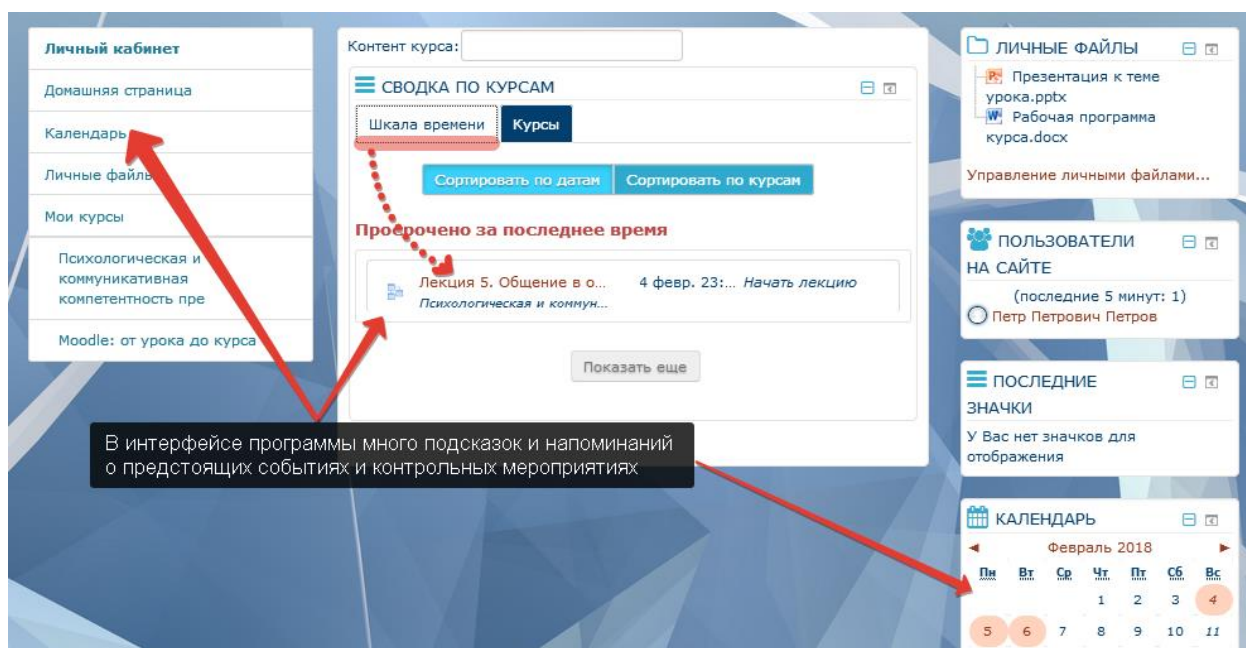 Личный кабинет
Домашняя страница
Календарь
Личные файлы
Мои курсы
Психологическая и
коммуникативная
компетентность пре
Moodle: от урока до курса
Контент курса:
СВОДКА ПО КУРСАМ
Шкала времени Курсы
Сортировать по датам Сортировать по курсам
Просрочено за последнее время
Лекция 5. Общение в о... 4 февр. 23:... Начать лекцию
Психологическая и коммун...
Показать еще
В интерфейсе программы много подсказок и напоминаний
о предстоящих событиях и контрольных мероприятиях
ЛИЧНЫЕ ФАЙЛЫ
Презентация к теме
урока.pptx
Рабочая программа
курса.docx
Управление личными файлами...
ПОЛЬЗОВАТЕЛИ
НА САЙТЕ
(последние 5 минут: 1)
Петр Петрович Петров
ПОСЛЕДНИЕ
ЗНАЧКИ
У Вас нет значков для
отображения
КАЛЕНДАРЬ
◄ Февраль 2018 ►
Пн Вт Ср Чт Пт Сб Вс
1 2 3 4
5 6 7 8 9 10 11